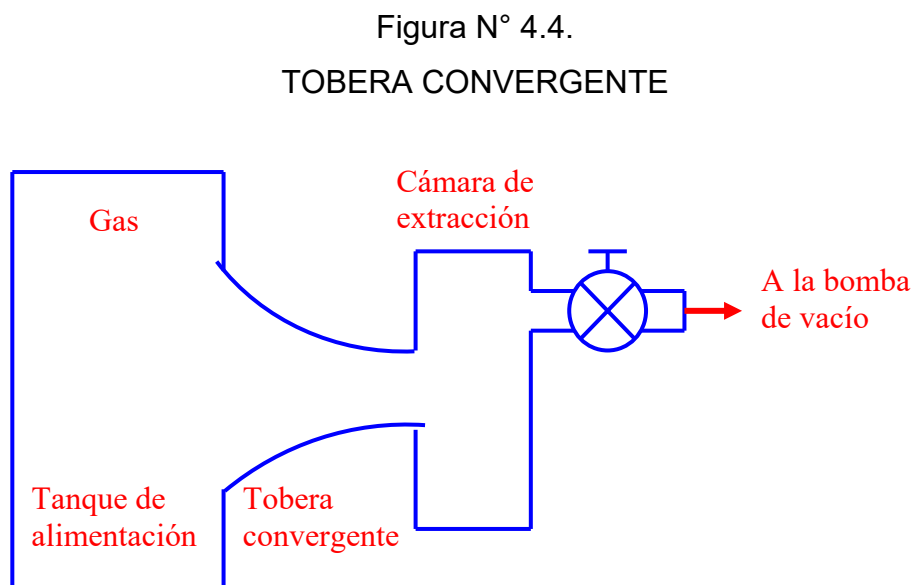 Figura N° 4.4.
TOBERA CONVERGENTE
Gas
Cámara de
extracción
A la bomba
de vacío
Tanque de
alimentación
Tobera
convergente